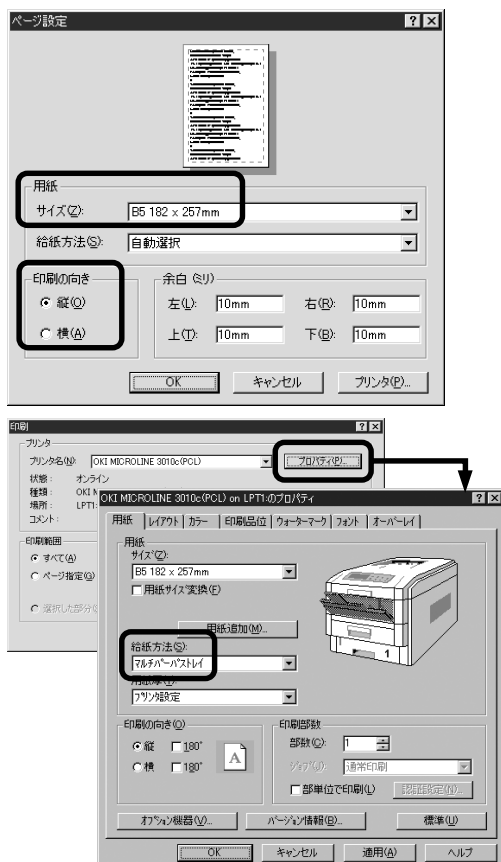 ページ設定
用紙
サイズ(Z): B5 182 x 257mm
給紙方法(S): 自動選択
印刷の向き
縦(O)
横(A)
余白 (ミリ)
左(L): 10mm 右(R): 10mm
上(T): 10mm 下(B): 10mm
OK キャンセル プリンタ(P)...
印刷
プリンタ
プリンタ名(N): OKI MICROLINE 3010c(PCL) プロパティ(P)...
状態: オンライン
種類: OKI M
場所: LPT1:
コメント:
印刷範囲
すべて(A)
ページ指定(G)
選択した部分(
OKI MICROLINE 3010c(PCL) on LPT1:のプロパティ
用紙 レイアウト カラー 印刷品位 ウォーターマーク フォント オーバーレイ
用紙
サイズ(Z):
B5 182 x 257mm
用紙サイズ変換(F)
用紙追加(M)...
給紙方法(S):
マルチパーパストレイ
プリンタ設定
1
印刷の向き(O)
縦 180°
横 180°
A
印刷部数
部数(C): 1
ジョブ(J): 通常印刷
部単位で印刷(L)
オプション機器(V)... バージョン情報(B)... 標準(U)
OK キャンセル 適用(A) ヘルプ